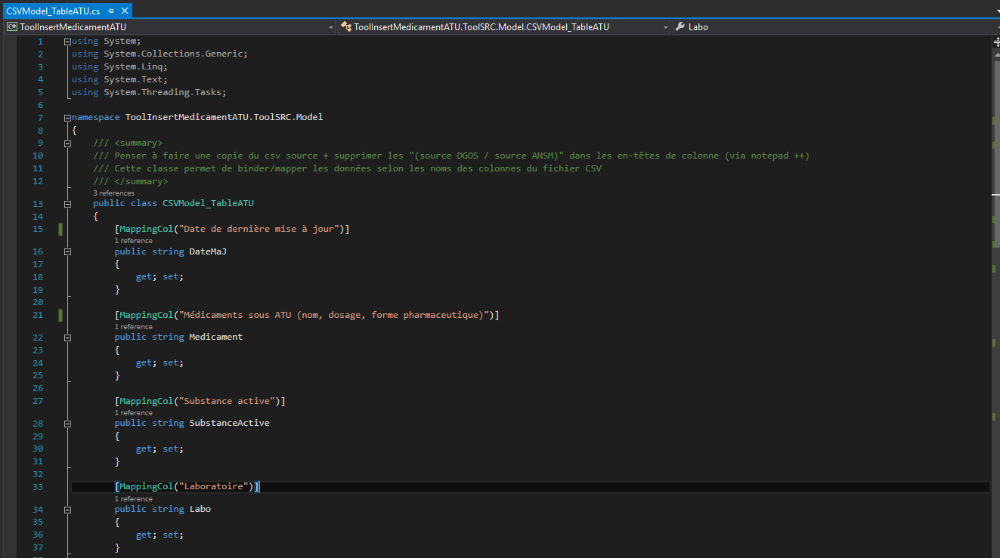 CSVModel_TableATU.cs
C# ToolInsertMedicamentATU ToolInsertMedicamentATU.ToolSRC.Model.CSVModel_TableATU Labo
1 using System;
2 using System.Collections.Generic;
3 using System.Linq;
4 using System.Text;
5 using System.Threading.Tasks;
6
7 namespace ToolInsertMedicamentATU.ToolSRC.Model
8 {
9 /// <summary>
10 /// Penser à faire une copie du csv source + supprimer les "(source DGOS / source ANSM)" dans les en-têtes de colonne (via notepad ++)
11 /// Cette classe permet de binder/mapper les données selon les noms des colonnes du fichier CSV
12 /// </summary>
3 references
13 public class CSVModel_TableATU
14 {
15 [MappingCol("Date de dernière mise à jour")]
1 reference
16 public string DateMaJ
17 {
18 get; set;
19 }
20
21 [MappingCol("Médicaments sous ATU (nom, dosage, forme pharmaceutique)")]
1 reference
22 public string Medicament
23 {
24 get; set;
25 }
26
27 [MappingCol("Substance active")]
1 reference
28 public string SubstanceActive
29 {
30 get; set;
31 }
32
33 [MappingCol("Laboratoire")]
1 reference
34 public string Labo
35 {
36 get; set;
37 }